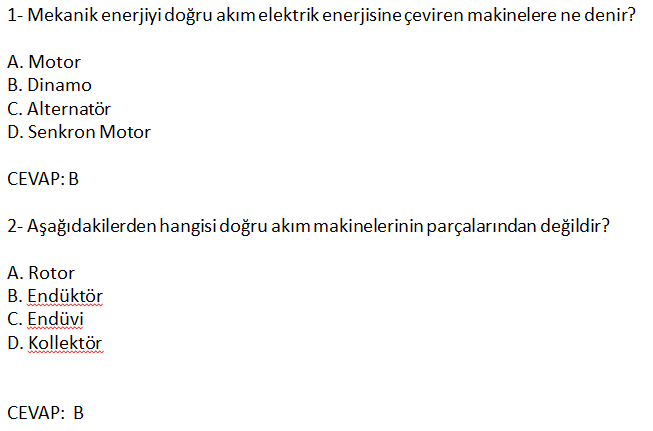 1- Mekanik enerjiyi doğru akım elektrik enerjisine çeviren makinelere ne denir?
A. Motor
B. Dinamo
C. Alternatör
D. Senkron Motor
CEVAP: B
2- Aşağıdakilerden hangisi doğru akım makinelerinin parçalarından değildir?
A. Rotor
B. Endüktör
C. Endüvi
D. Kollektör
CEVAP: B